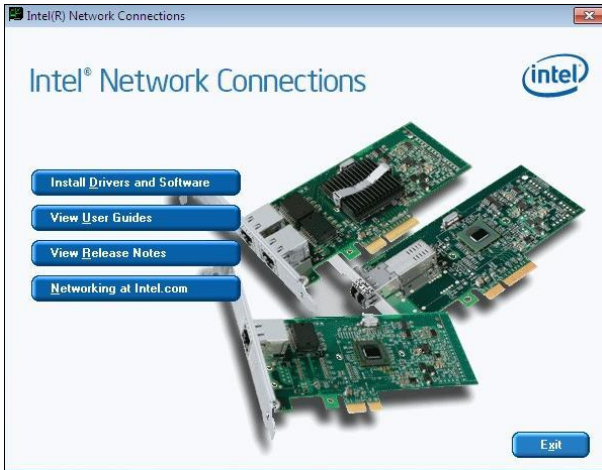 Intel(R) Network Connections
Intel® Network Connections
intel
Install Drivers and Software
View User Guides
View Release Notes
Networking at Intel.com
Exit